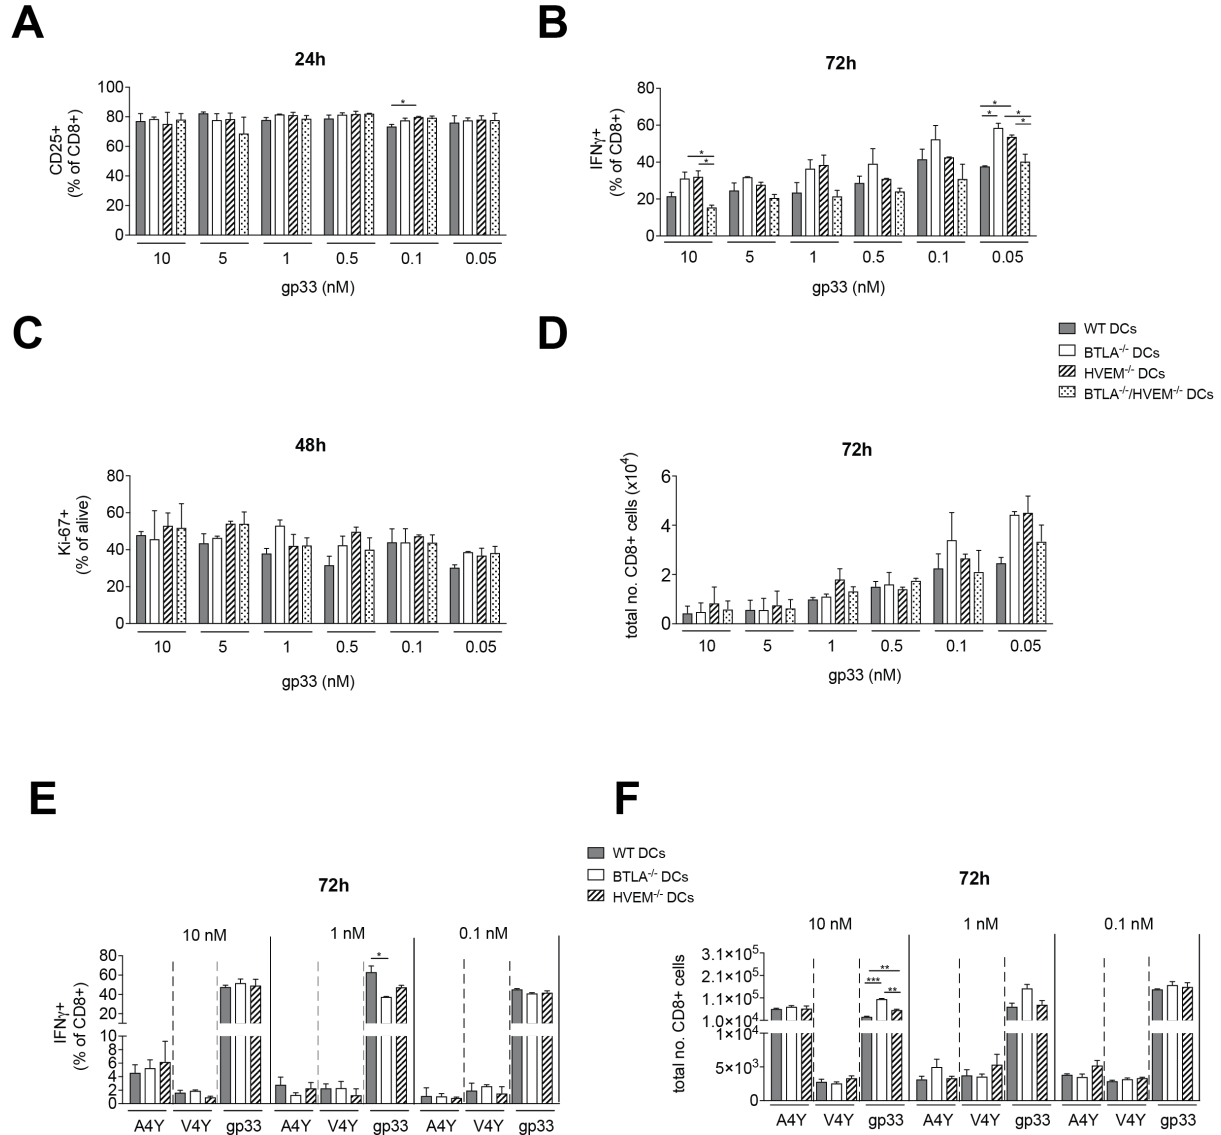 A
24h
CD25+
(% of CD8+)
100
80
60
40
20
0
*
10 5 1 0.5 0.1 0.05
gp33 (nM)
B
72h
IFNγ+
(% of CD8+)
80
60
40
20
0
*
*
*
*
*
*
10 5 1 0.5 0.1 0.05
gp33 (nM)
C
48h
Ki-67+
(% of alive)
80
60
40
20
0
10 5 1 0.5 0.1 0.05
gp33 (nM)
D
WT DCs
BTLA-/- DCs
HVEM-/- DCs
BTLA-/-/HVEM-/- DCs
72h
total no. CD8+ cells (x10⁴)
6
4
2
0
10 5 1 0.5 0.1 0.05
gp33 (nM)
E
WT DCs
BTLA-/- DCs
HVEM-/- DCs
72h
10 nM 1 nM 0.1 nM
IFNγ+
(% of CD8+)
80
60
40
20
10
8
6
4
2
0
*
A4Y V4Y gp33 A4Y V4Y gp33 A4Y V4Y gp33
F
72h
10 nM 1 nM 0.1 nM
total no. CD8+ cells
3.1×10⁵
2.1×10⁵
1.1×10⁵
1.0×10⁴
1×10⁴
5×10³
0
**
***
**
A4Y V4Y gp33 A4Y V4Y gp33 A4Y V4Y gp33